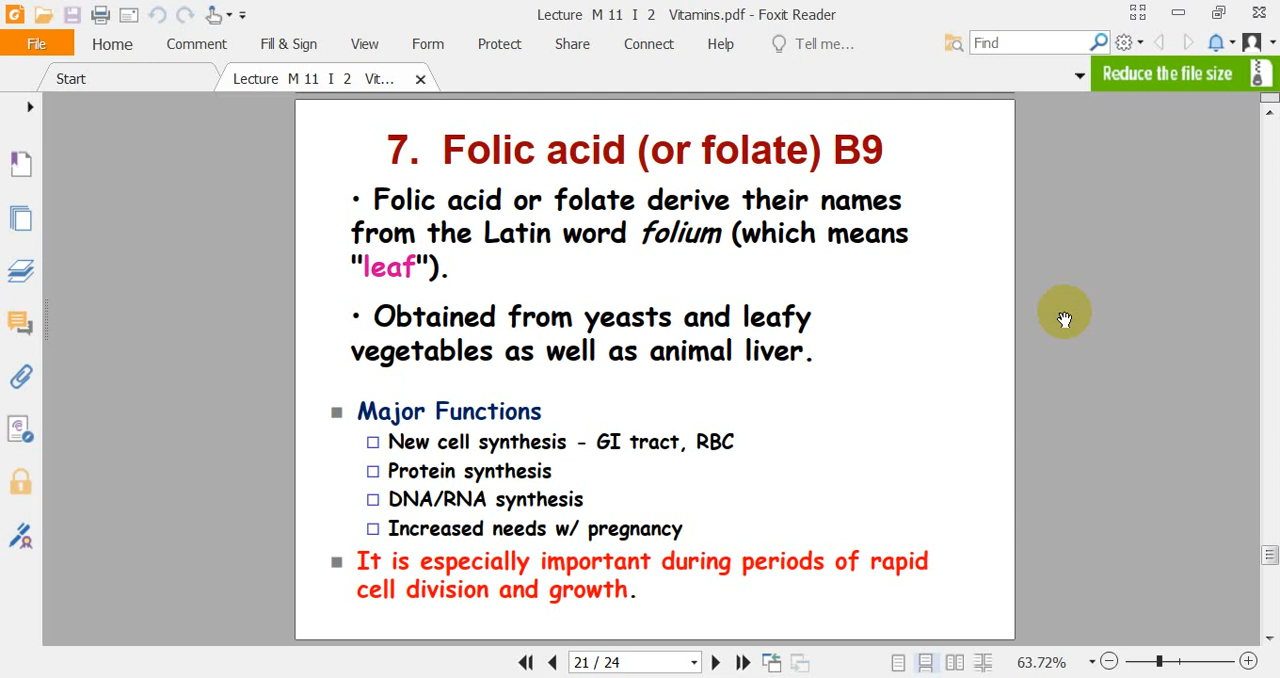 Lecture M 11 I 2 Vitamins.pdf - Foxit Reader
File Home Comment Fill & Sign View Form Protect Share Connect Help Tell me... Find
Start Lecture M 11 I 2 Vit... Reduce the file size
7. Folic acid (or folate) B9
• Folic acid or folate derive their names
from the Latin word folium (which means
"leaf").
• Obtained from yeasts and leafy
vegetables as well as animal liver.
Major Functions
New cell synthesis - GI tract, RBC
Protein synthesis
DNA/RNA synthesis
Increased needs w/ pregnancy
It is especially important during periods of rapid
cell division and growth.
21 / 24 63.72%